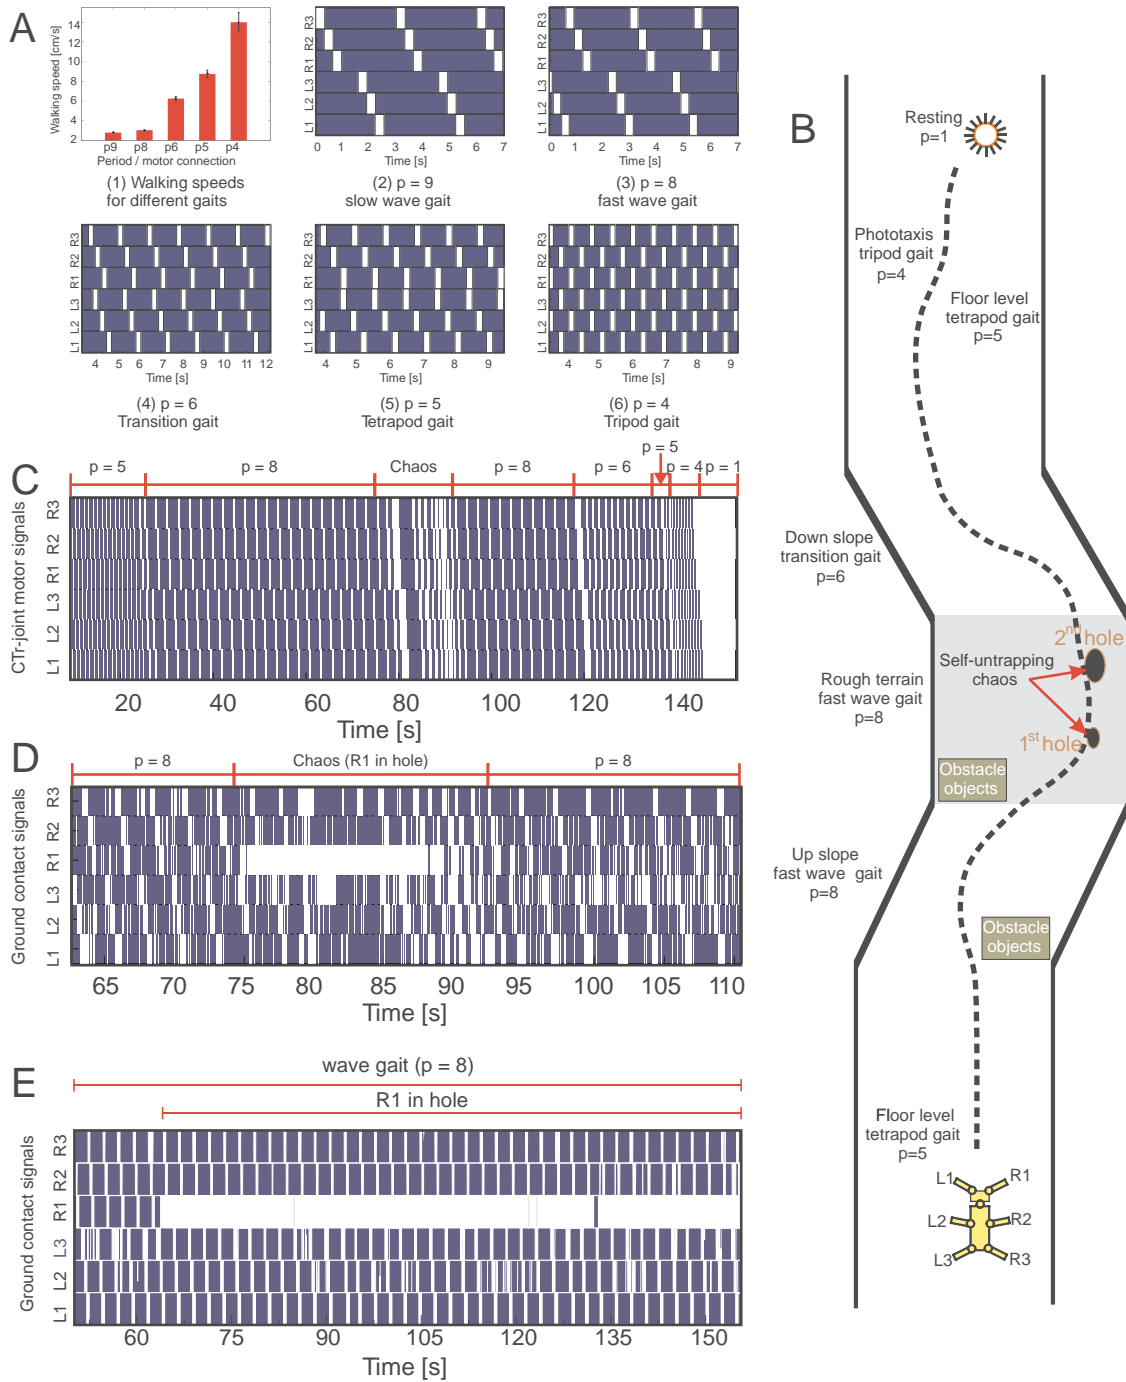 A
Walking speed [cm/s]
14
12
10
8
6
4
2
p9 p8 p6 p5 p4
Period / motor connection
(1) Walking speeds
for different gaits
R3
R2
R1
L3
L2
L1
0 1 2 3 4 5 6 7
Time [s]
(2) p = 9
slow wave gait
R3
R2
R1
L3
L2
L1
0 1 2 3 4 5 6 7
Time [s]
(3) p = 8
fast wave gait
R3
R2
R1
L3
L2
L1
4 5 6 7 8 9 10 11 12
Time [s]
(4) p = 6
Transition gait
R3
R2
R1
L3
L2
L1
4 5 6 7 8 9
Time [s]
(5) p = 5
Tetrapod gait
R3
R2
R1
L3
L2
L1
4 5 6 7 8 9
Time [s]
(6) p = 4
Tripod gait
B
Resting
p=1
Phototaxis
tripod gait
p=4
Floor level
tetrapod gait
p=5
Down slope
transition gait
p=6
2nd hole
Self-untrapping
chaos
Rough terrain
fast wave gait
p=8
1st hole
Obstacle
objects
Up slope
fast wave gait
p=8
Obstacle
objects
Floor level
tetrapod gait
p=5
L1 R1
L2 R2
L3 R3
C
p = 5 p = 8 Chaos p = 8 p = 6 p = 5 p = 4 p = 1
CTr-joint motor signals
R3
R2
R1
L3
L2
L1
20 40 60 80 100 120 140
Time [s]
D
p = 8 Chaos (R1 in hole) p = 8
Ground contact signals
R3
R2
R1
L3
L2
L1
65 70 75 80 85 90 95 100 105 110
Time [s]
E
wave gait (p = 8)
R1 in hole
Ground contact signals
R3
R2
R1
L3
L2
L1
60 75 90 105 120 135 150
Time [s]